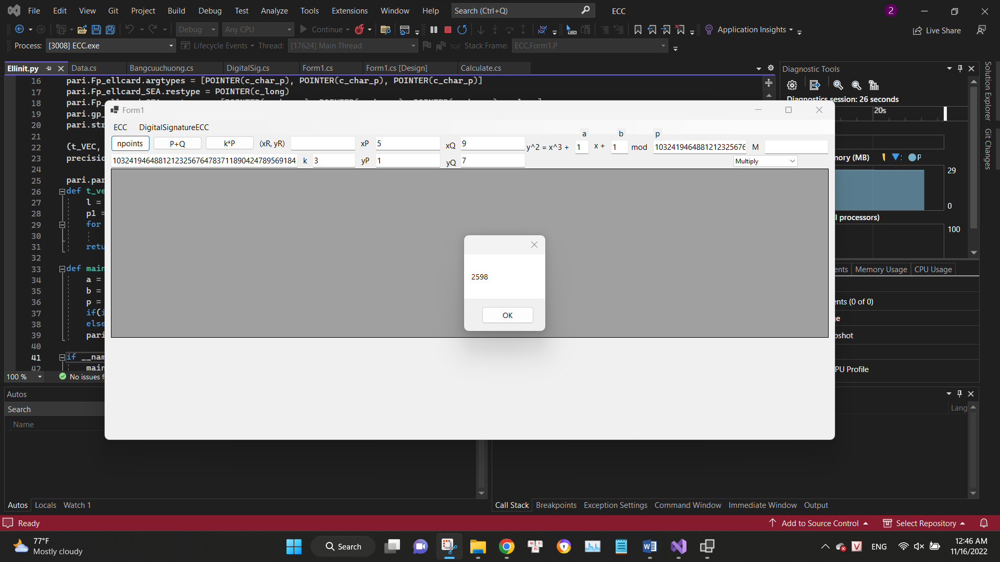 File Edit View Git Project Build Debug Test Analyze Tools Extensions Window Help Search (Ctrl+Q) ECC 2
Debug Any CPU Continue Application Insights Live Share
Process: [3008] ECC.exe Lifecycle Events Thread: [17624] Main Thread Stack Frame: ECC.Form1.P
Ellinit.py Data.cs Bangcuuchuong.cs DigitalSig.cs Form1.cs Form1.cs [Design] Calculate.cs
16 pari.Fp_ellcard.argtypes = [POINTER(c_char_p), POINTER(c_char_p), POINTER(c_char_p)]
17 pari.Fp_ellcard_SEA.restype = POINTER(c_long)
18 pari.Fp_
19 pari.gp_
20 pari.str
21
22 (t_VEC,
23 precision
24
25 pari.par
26 def t_ve
27 l =
28 p1 =
29 for
30
31 retu
32
33 def main
34 a =
35 b =
36 p =
37 if(i
38 else
39 pari
40
41 if __nam
42 main
100 % No issues f
Form1
ECC DigitalSignatureECC
a b p
npoints P+Q k*P (xR, yR) xP 5 xQ 9 y^2 = x^3 + 1 x + 1 mod 1032419464881212325676 M
1032419464881212325676478371189042478956918 4 k 3 yP 1 yQ 7 Multiply
2598
OK
Diagnostic Tools
Diagnostics session: 26 seconds
20s
mory (MB) P
29
0
l processors)
100
ents Memory Usage CPU Usage
ents (0 of 0)
ge
pshot
PU Profile
Solution Explorer
Git Changes
Autos
Search
Name
Lang
Autos Locals Watch 1
Call Stack Breakpoints Exception Settings Command Window Immediate Window Output
Ready Add to Source Control Select Repository
77°F
Mostly cloudy
Search
ENG
12:46 AM
11/16/2022